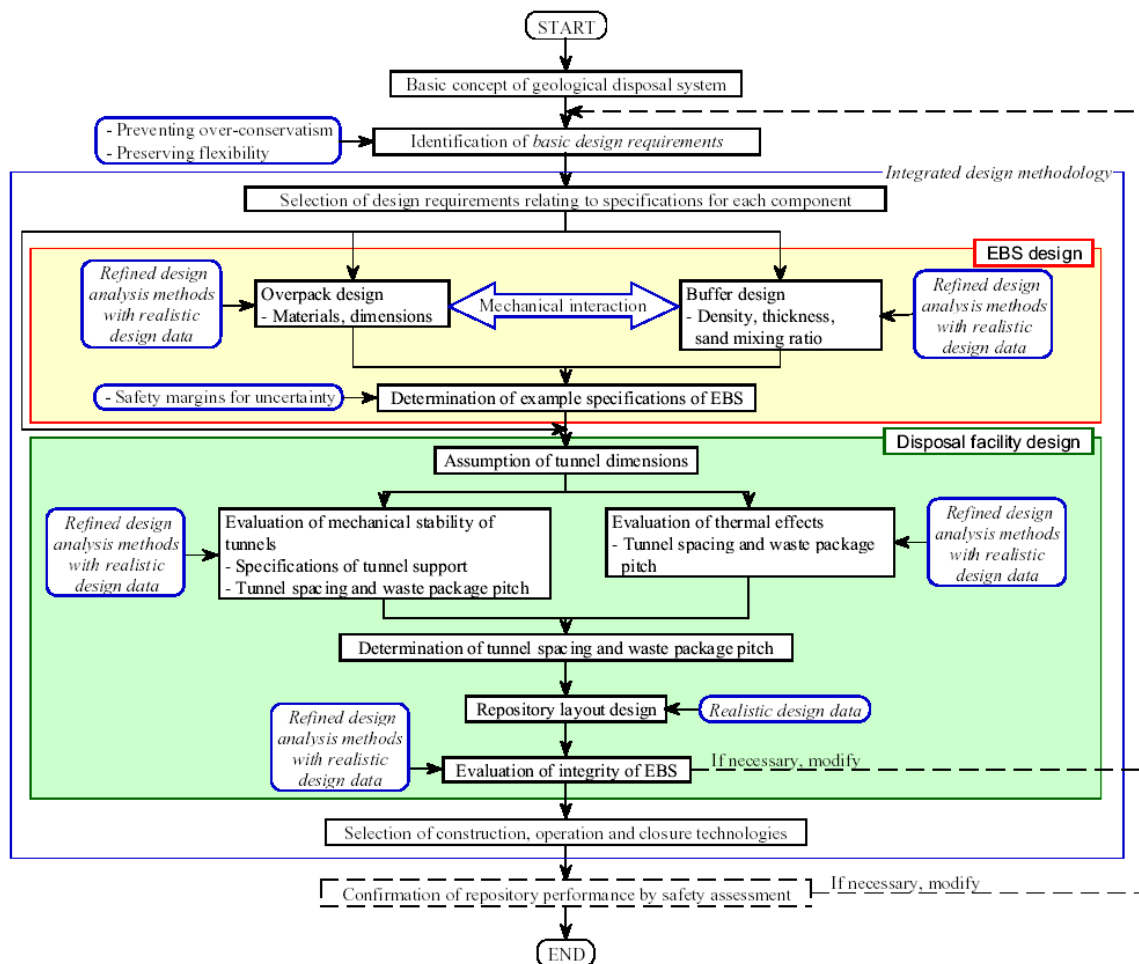 START
Basic concept of geological disposal system
- Preventing over-conservatism
- Preserving flexibility
Identification of basic design requirements
Integrated design methodology
Selection of design requirements relating to specifications for each component
EBS design
Refined design
analysis methods
with realistic
design data
Overpack design
- Materials, dimensions
Mechanical interaction
Buffer design
- Density, thickness,
sand mixing ratio
Refined design
analysis methods
with realistic
design data
- Safety margins for uncertainty
Determination of example specifications of EBS
Disposal facility design
Assumption of tunnel dimensions
Refined design
analysis methods
with realistic
design data
Evaluation of mechanical stability of
tunnels
- Specifications of tunnel support
- Tunnel spacing and waste package pitch
Evaluation of thermal effects
- Tunnel spacing and waste package
pitch
Refined design
analysis methods
with realistic
design data
Determination of tunnel spacing and waste package pitch
Repository layout design
Realistic design data
Refined design
analysis methods
with realistic
design data
Evaluation of integrity of EBS
If necessary, modify
Selection of construction, operation and closure technologies
Confirmation of repository performance by safety assessment
If necessary, modify
END